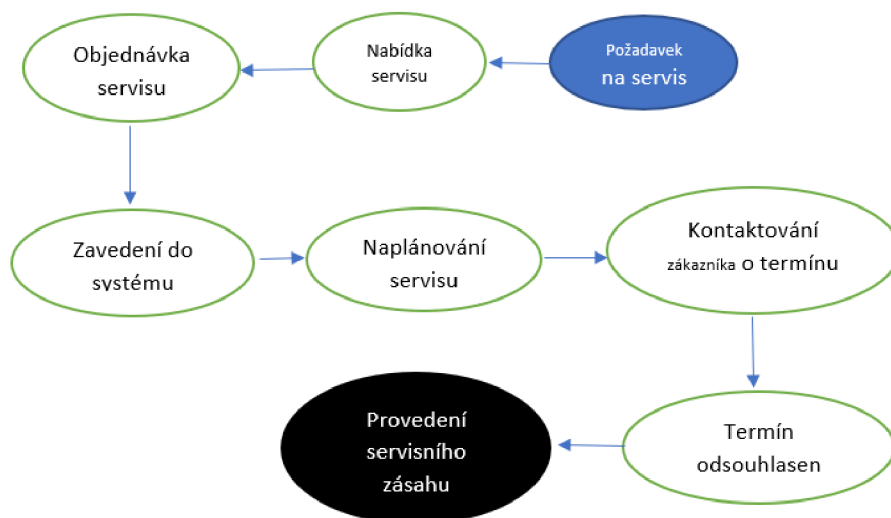 Objednávka
servisu
Nabídka
servisu
Požadavek
na servis
Zavedení do
systému
Naplánování
servisu
Kontaktování
zákazníka o termínu
Provedení
servisního
zásahu
Termín
odsouhlasen